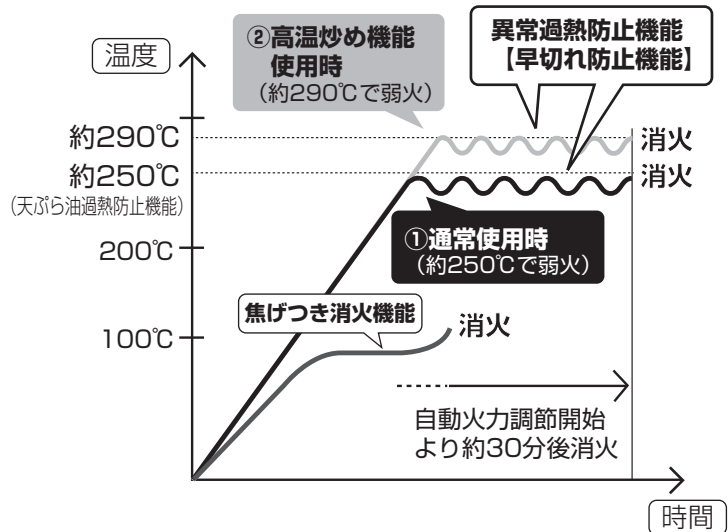 温度
②高温炒め機能
使用時
（約290℃で弱火）
異常過熱防止機能
【早切れ防止機能】
約290℃
消火
約250℃
（天ぷら油過熱防止機能）
消火
①通常使用時
（約250℃で弱火）
200℃
焦げつき消火機能
消火
100℃
自動火力調節開始
より約30分後消火
時間